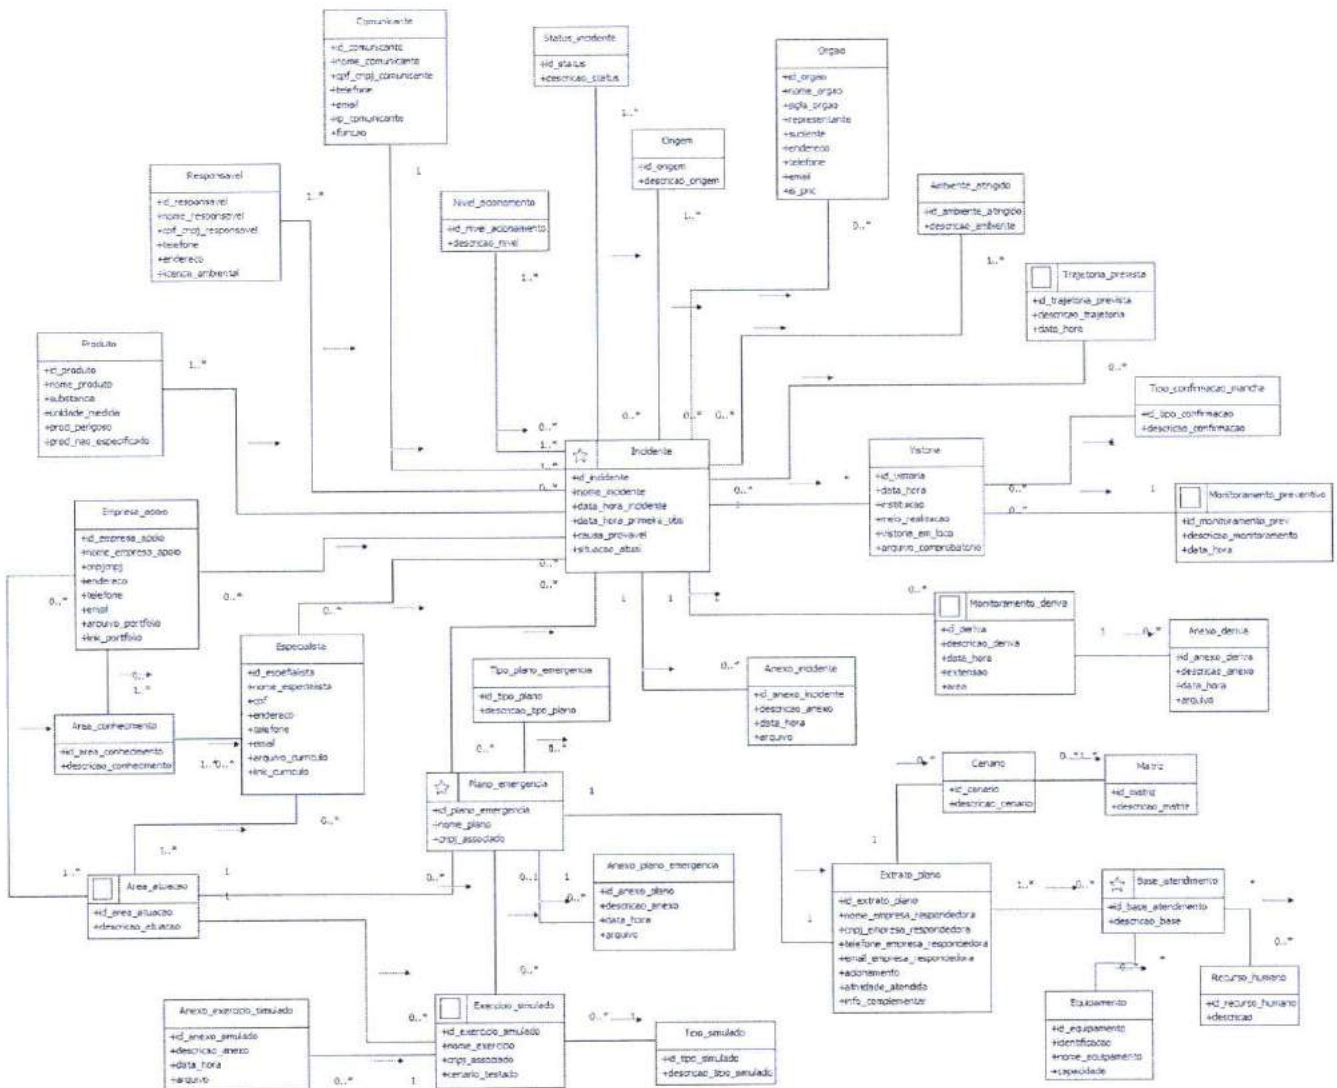 Comunicante
+id_comunicante
+nome_comunicante
+cpf_cnpj_comunicante
+telefone
+email
+ip_comunicante
+funcao
Status_incidente
+id_status
+descricao_status
Orgao
+id_orgao
+nome_orgao
+sigla_orgao
+representante
+suplente
+endereco
+telefone
+email
+is_pnc
Origem
+id_origem
+descricao_origem
Responsavel
+id_responsavel
+nome_responsavel
+cpf_cnpj_responsavel
+telefone
+endereco
+licenca_ambiental
Nivel_acionamento
+id_nivel_acionamento
+descricao_nivel
Ambiente_atingido
+id_ambiente_atingido
+descricao_ambiente
Trajetoria_prevista
+id_trajetoria_prevista
+descricao_trajetoria
+data_hora
Produto
+id_produto
+nome_produto
+substancia
+unidade_medida
+prod_perigoso
+prod_nao_especificado
Tipo_confirmacao_mancha
+id_tipo_confirmacao
+descricao_confirmacao
Incidente
+id_incidente
+nome_incidente
+data_hora_incidente
+data_hora_primeira_obs
+causa_provavel
+situacao_atual
Vistoria
+id_vistoria
+data_hora
+instituicao
+meio_realizacao
+vistoria_em_loco
+arquivo_comprobatorio
Monitoramento_preventivo
+id_monitoramento_prev
+descricao_monitoramento
+data_hora
Empresa_apoio
+id_empresa_apoio
+nome_empresa_apoio
+cnpjcnpj
+endereco
+telefone
+email
+arquivo_portfolio
+link_portfolio
Monitoramento_deriva
+id_deriva
+descricao_deriva
+data_hora
+extensao
+area
Anexo_deriva
+id_anexo_deriva
+descricao_anexo
+data_hora
+arquivo
Especialista
+id_especialista
+nome_especialista
+cpf
+endereco
+telefone
+email
+arquivo_curriculo
+link_curriculo
Tipo_plano_emergencia
+id_tipo_plano
+descricao_tipo_plano
Anexo_incidente
+id_anexo_incidente
+descricao_anexo
+data_hora
+arquivo
Area_conhecimento
+id_area_conhecimento
+descricao_conhecimento
Plano_emergencia
+id_plano_emergencia
+nome_plano
+cnpj_associado
Cenario
+id_cenario
+descricao_cenario
Matriz
+id_matriz
+descricao_matriz
Area_atuacao
+id_area_atuacao
+descricao_atuacao
Anexo_plano_emergencia
+id_anexo_plano
+descricao_anexo
+data_hora
+arquivo
Extrato_plano
+id_extrato_plano
+nome_empresa_respondedora
+cnpj_empresa_respondedora
+telefone_empresa_respondedora
+email_empresa_respondedora
+acionamento
+atividade_atendido
+info_complementar
Base_atendimento
+id_base_atendimento
+descricao_base
Recurso_humano
+id_recurso_humano
+descricao
Equipamento
+id_equipamento
+identificacao
+nome_equipamento
+capacidade
Anexo_exercicio_simulado
+id_anexo_simulado
+descricao_anexo
+data_hora
+arquivo
Exercicio_simulado
+id_exercicio_simulado
+nome_exercicio
+cnpj_associado
+cenario_testado
Tipo_simulado
+id_tipo_simulado
+descricao_tipo_simulado